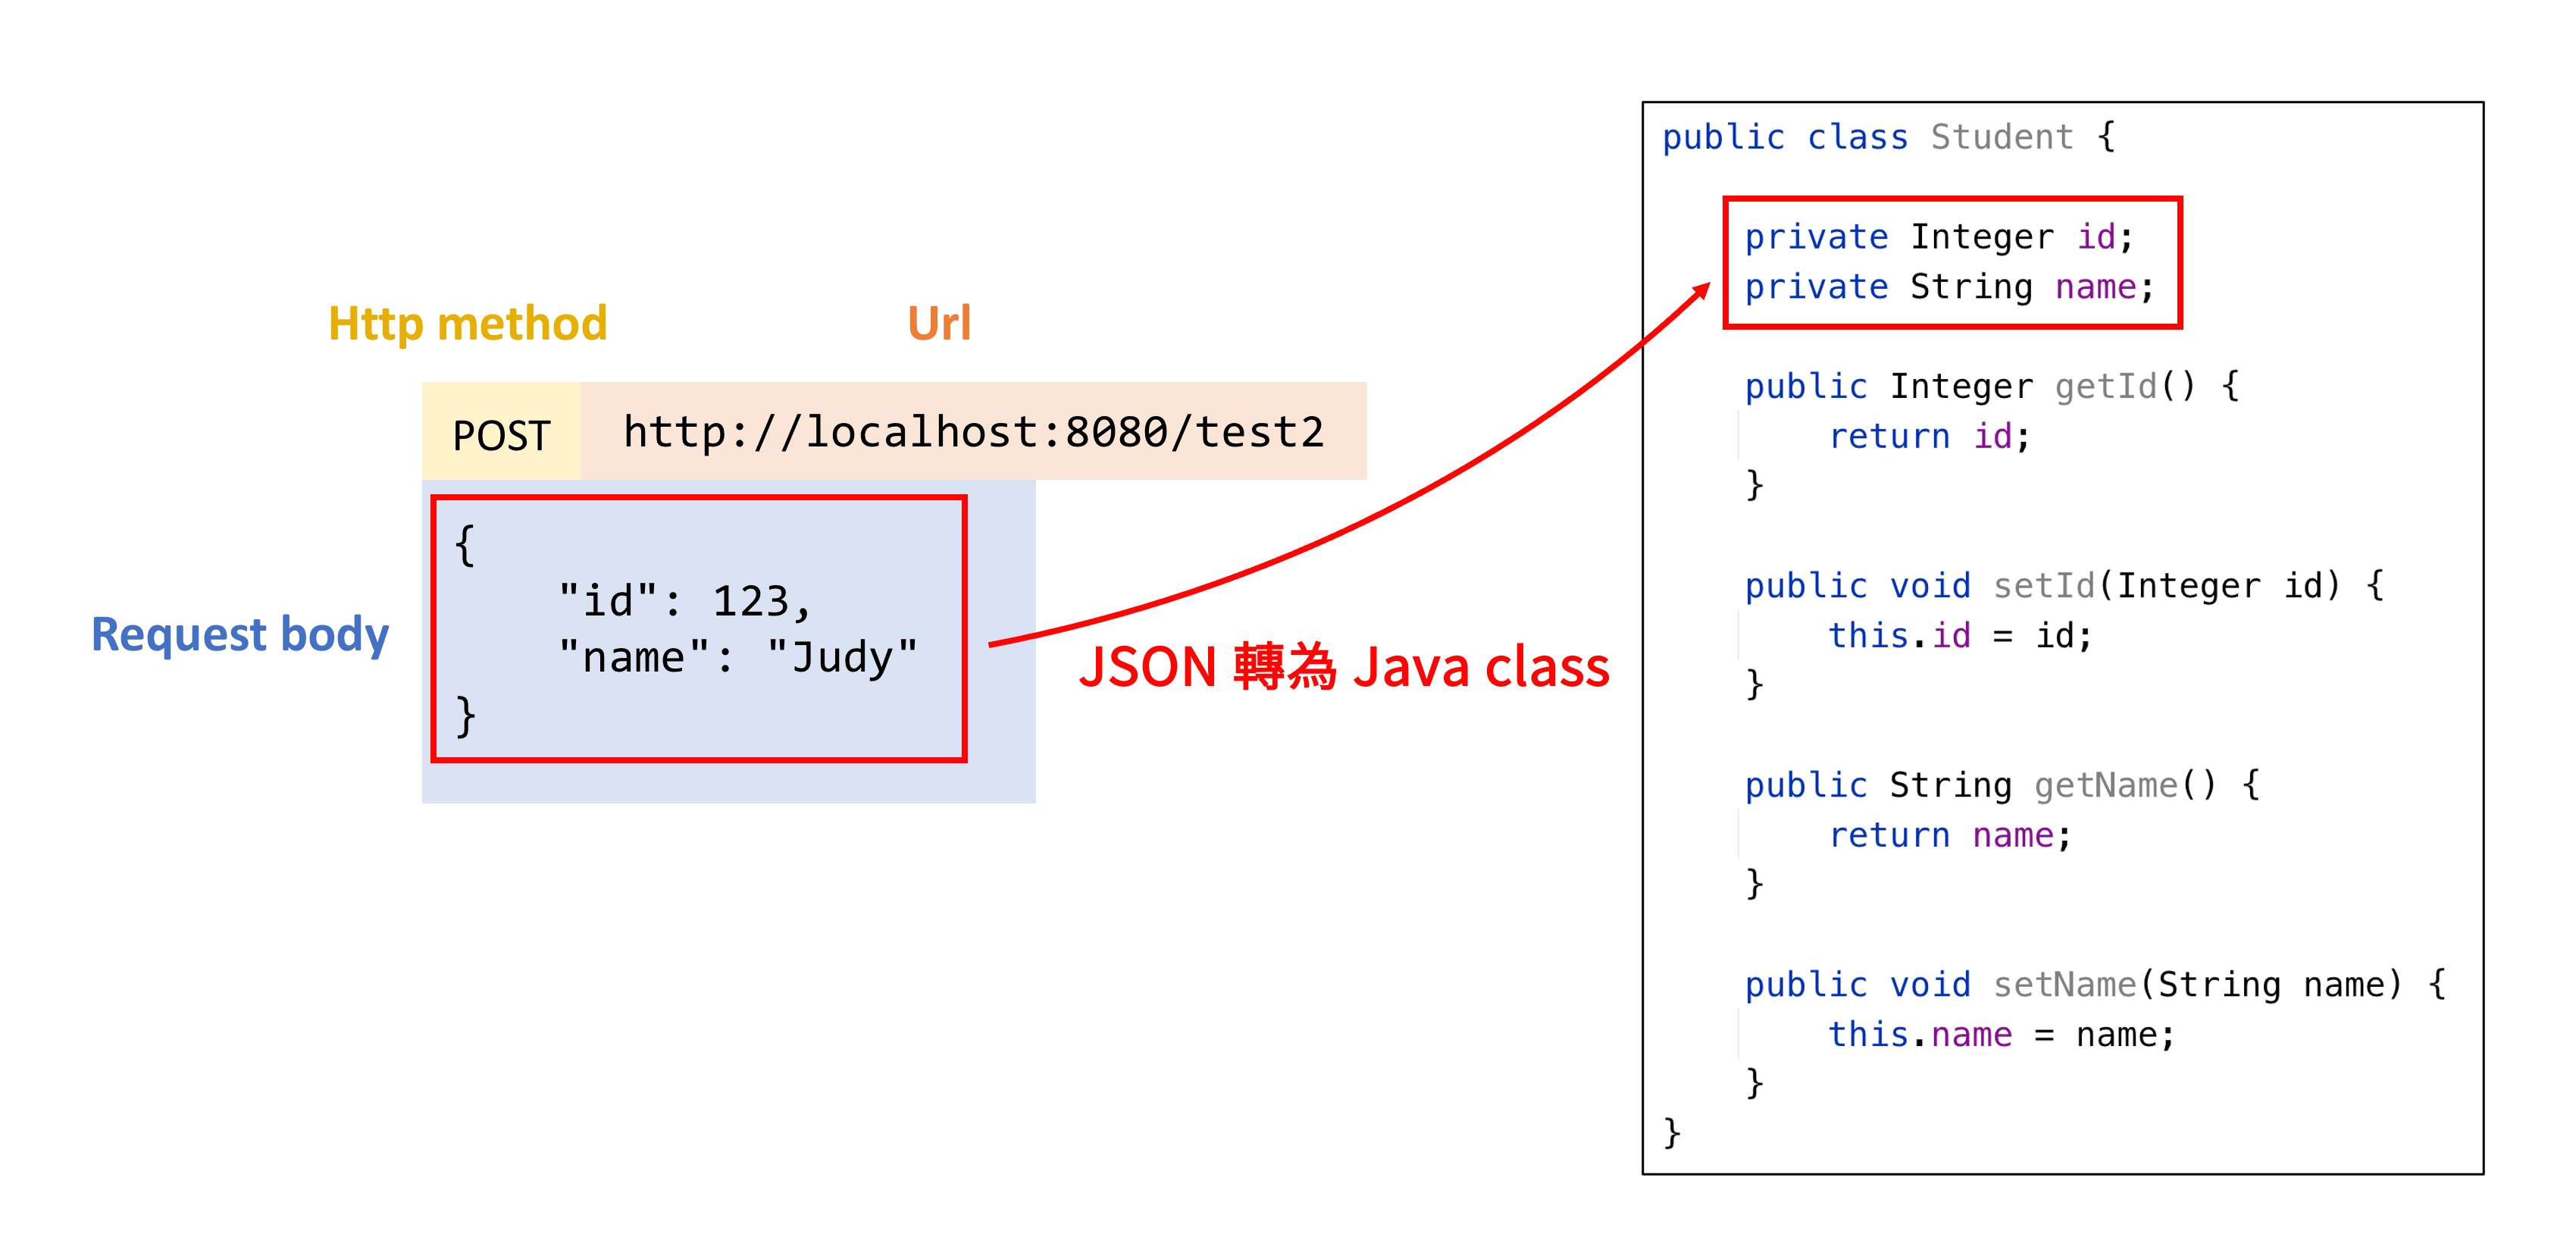 Http method
Url
POST
http://localhost:8080/test2
Request body
{
"id": 123,
"name": "Judy"
}
JSON 轉為 Java class
public class Student {
private Integer id;
private String name;
public Integer getId() {
return id;
}
public void setId(Integer id) {
this.id = id;
}
public String getName() {
return name;
}
public void setName(String name) {
this.name = name;
}
}